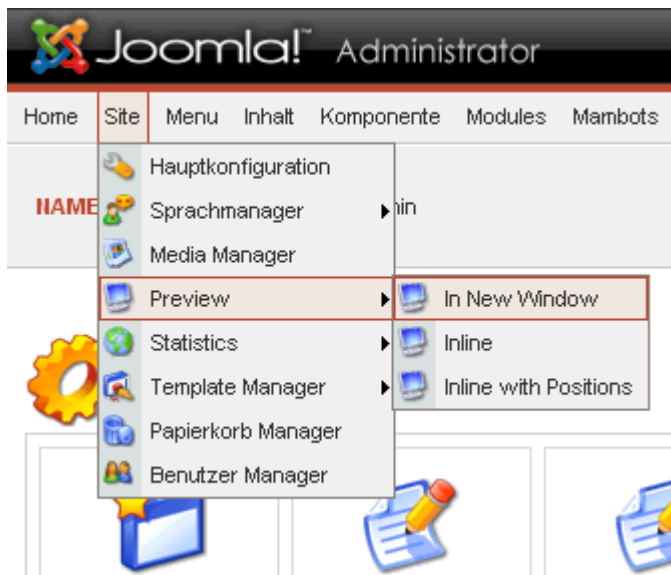 Joomla!™ Administrator
Home Site Menu Inhalt Komponente Modules Mambots
Hauptkonfiguration
NAME
Sprachmanager
min
Media Manager
Preview
In New Window
Statistics
Inline
Template Manager
Inline with Positions
Papierkorb Manager
Benutzer Manager